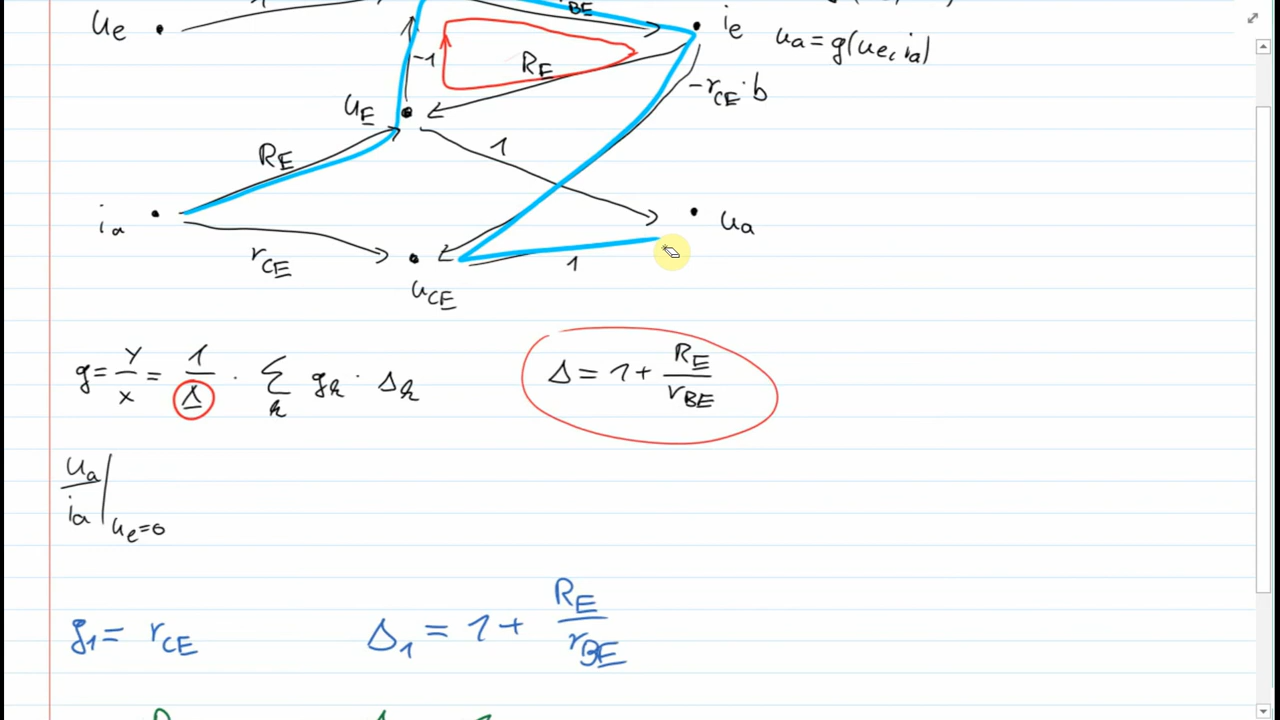 u_e
BE
i_e
u_a = g(u_e, i_a)
-1
R_E
-r_CE · b
u_E
R_E
1
i_a
u_a
r_CE
1
u_CE
g = y/x = 1/Δ · Σ_k g_k · Δ_k
Δ = 1 + R_E/r_BE
u_a/i_a |u_e=0
g_1 = r_CE
Δ_1 = 1 + R_E/r_BE